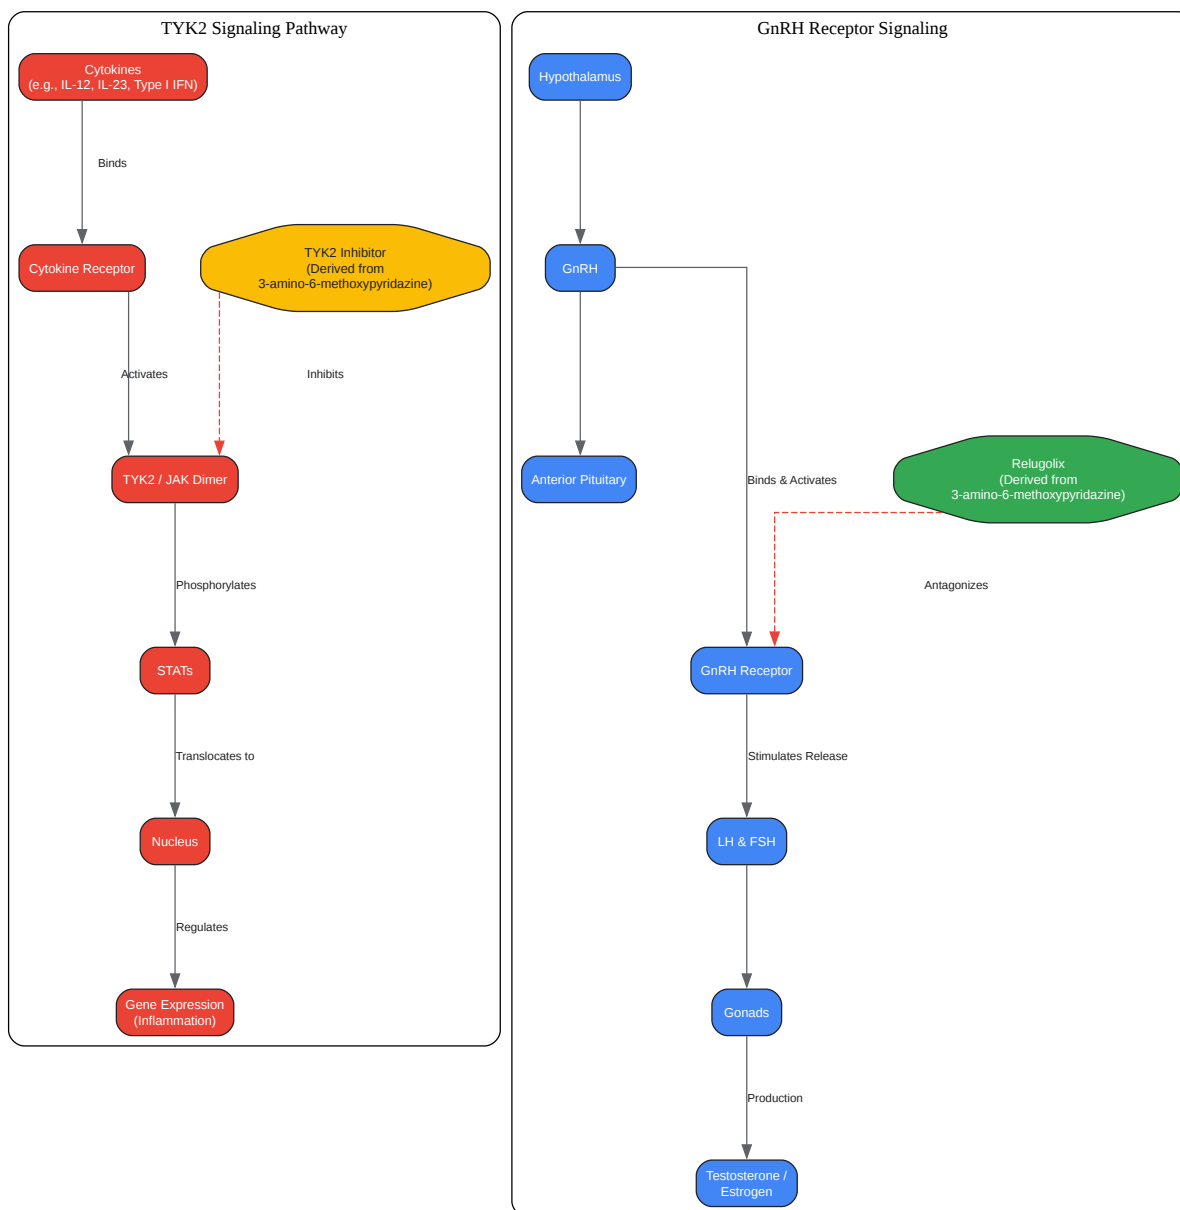 TYK2 Signaling Pathway
Cytokines
(e.g., IL-12, IL-23, Type I IFN)
Binds
Cytokine Receptor
TYK2 Inhibitor
(Derived from
3-amino-6-methoxypyridazine)
Activates
Inhibits
TYK2 / JAK Dimer
Phosphorylates
STATs
Translocates to
Nucleus
Regulates
Gene Expression
(Inflammation)
GnRH Receptor Signaling
Hypothalamus
GnRH
Anterior Pituitary
Binds & Activates
Relugolix
(Derived from
3-amino-6-methoxypyridazine)
Antagonizes
GnRH Receptor
Stimulates Release
LH & FSH
Gonads
Production
Testosterone /
Estrogen